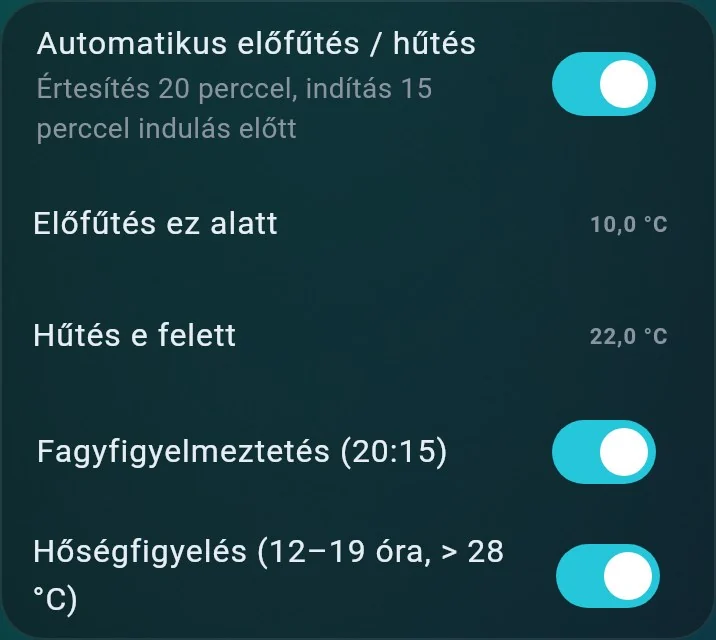 Automatikus előfűtés / hűtés
Értesítés 20 perccel, indítás 15
perccel indulás előtt
Előfűtés ez alatt
10,0 °C
Hűtés e felett
22,0 °C
Fagyfigyelmeztetés (20:15)
Hőségfigyelés (12–19 óra, > 28
°C)